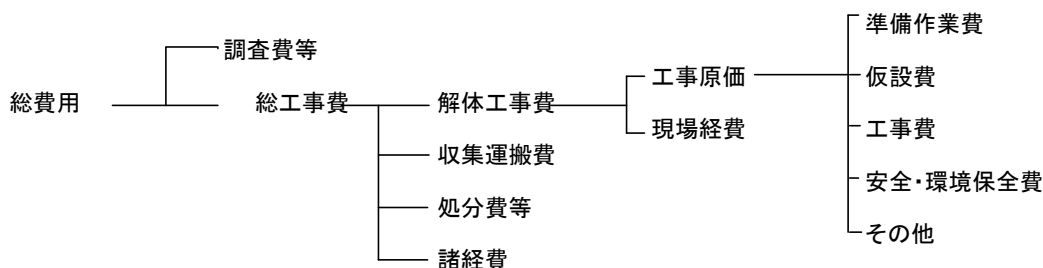 準備作業費
調査費等
工事原価
仮設費
総費用
総工事費
解体工事費
現場経費
工事費
収集運搬費
安全・環境保全費
処分費等
その他
諸経費